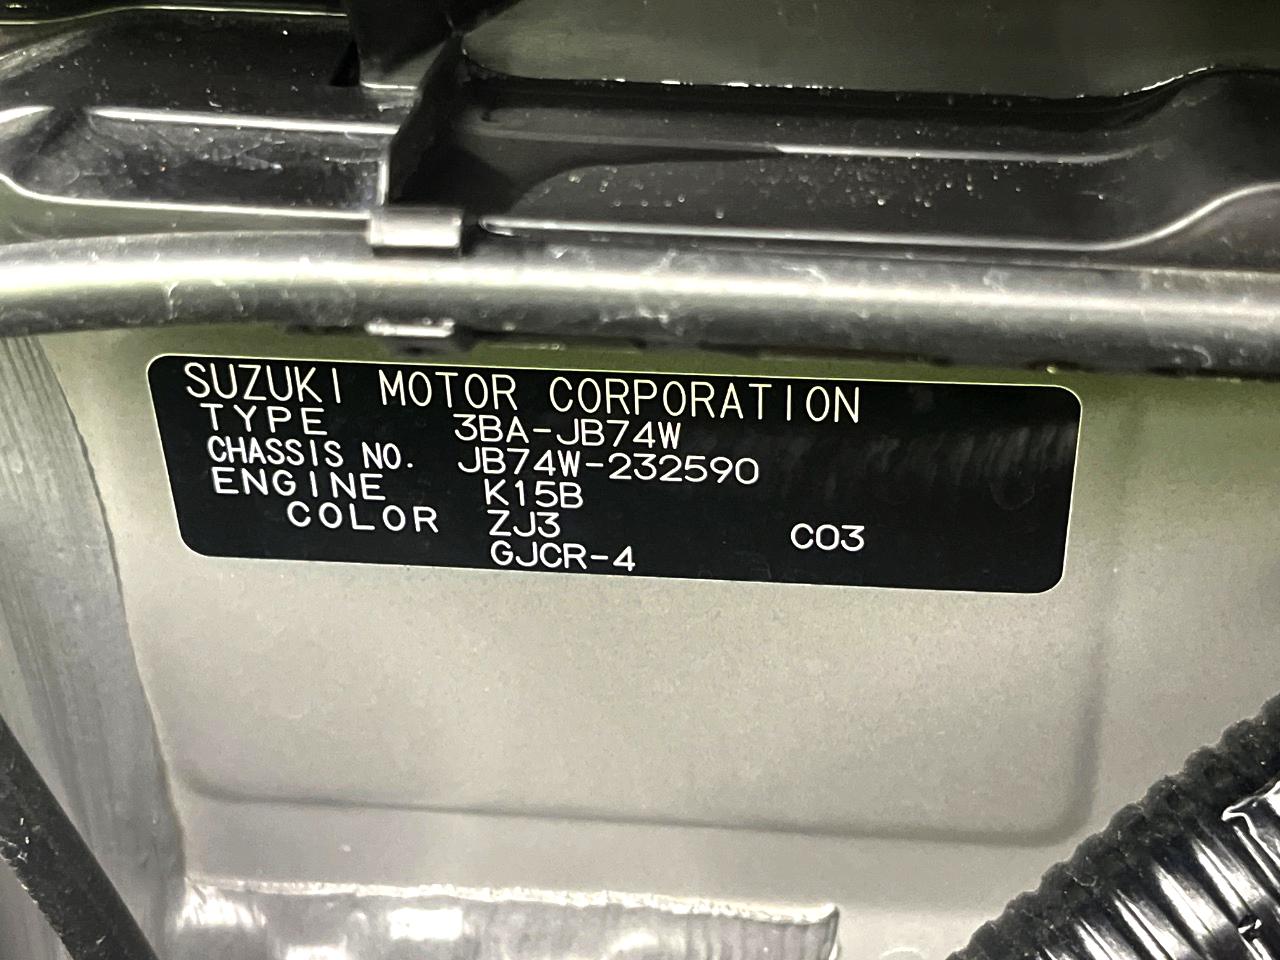 SUZUKI MOTOR CORPORATION
TYPE 3BA-JB74W
CHASSIS NO. JB74W-232590
ENGINE K15B
COLOR ZJ3 C03
GJCR-4